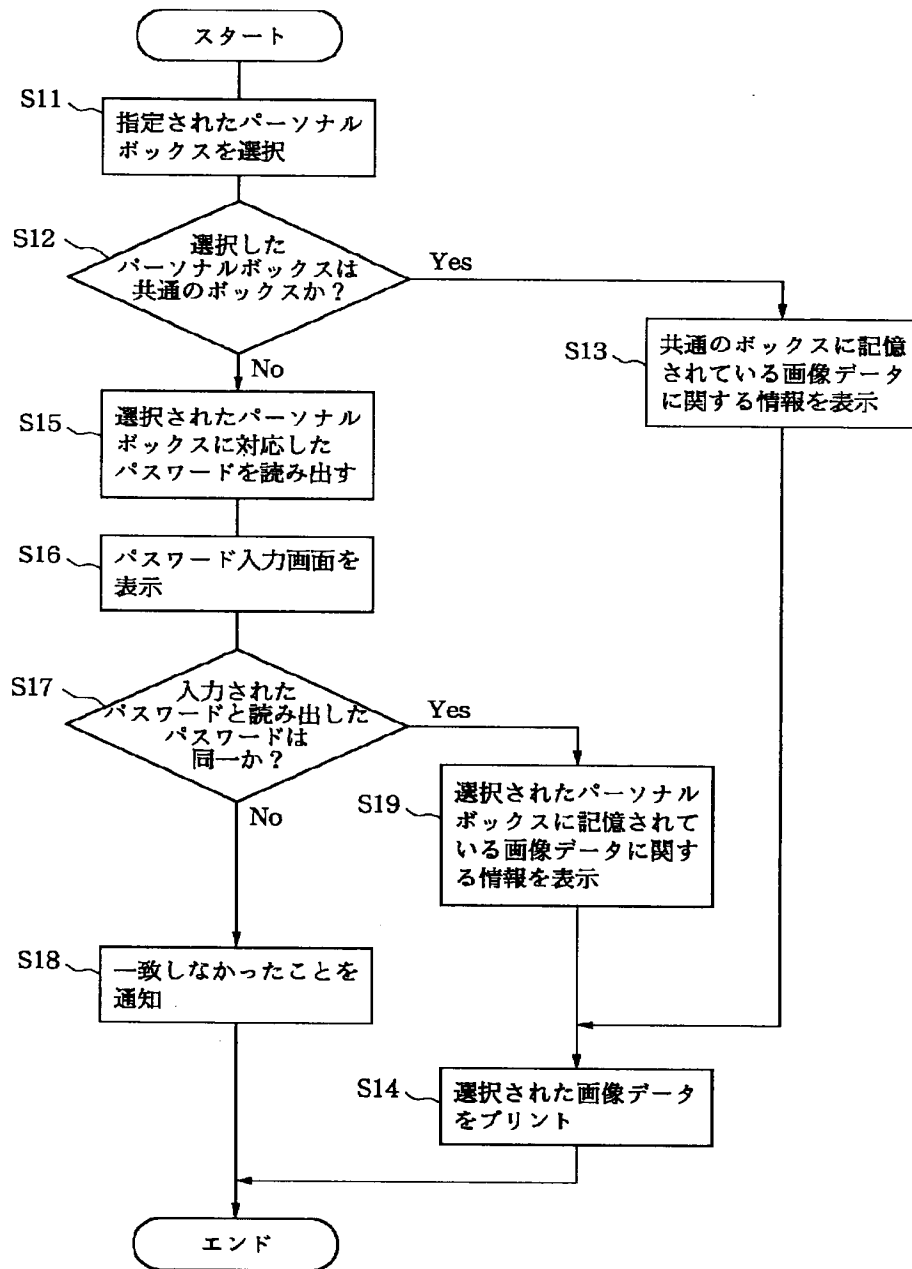 スタート
S11
指定されたパーソナル
ボックスを選択
S12
選択した
パーソナルボックスは
共通のボックスか？
Yes
No
S13
共通のボックスに記憶
されている画像データ
に関する情報を表示
S15
選択されたパーソナル
ボックスに対応した
パスワードを読み出す
S16
パスワード入力画面を
表示
S17
入力された
パスワードと読み出した
パスワードは
同一か？
Yes
No
S19
選択されたパーソナル
ボックスに記憶されて
いる画像データに関す
る情報を表示
S18
一致しなかったことを
通知
S14
選択された画像データ
をプリント
エンド